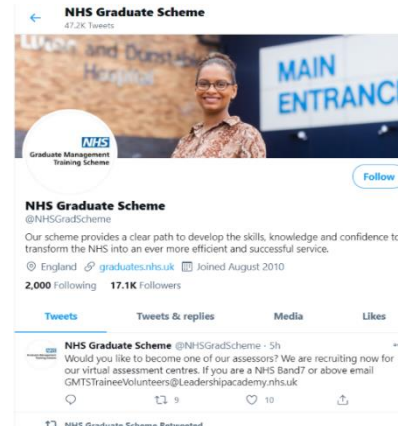 NHS Graduate Scheme
47.2K Tweets
Luton and Dunstable
Hospital
MAIN
ENTRANCE
NHS
Graduate Management
Training Scheme
Follow
NHS Graduate Scheme
@NHSGradScheme
Our scheme provides a clear path to develop the skills, knowledge and confidence to
transform the NHS into an ever more efficient and successful service.
England graduates.nhs.uk Joined August 2010
2,000 Following 17.1K Followers
Tweets Tweets & replies Media Likes
NHS Graduate Scheme @NHSGradScheme · 5h
Would you like to become one of our assessors? We are recruiting now for
our virtual assessment centres. If you are a NHS Band7 or above email
GMTSTraineeVolunteers@Leadershipacademy.nhs.uk
9 10
NHS Graduate Scheme Retweeted